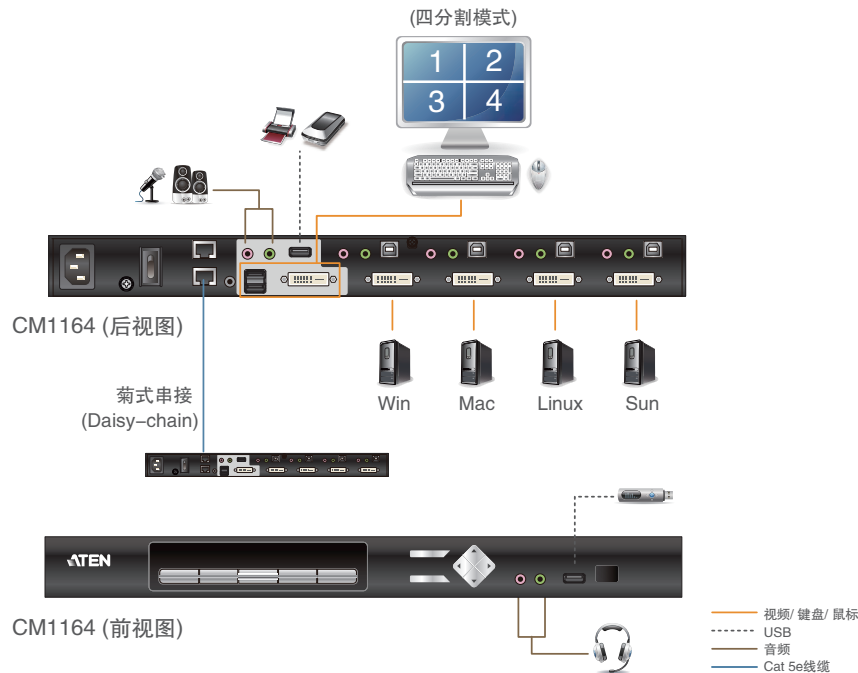 (四分割模式)
1 2
3 4
CM1164 (后视图)
Win Mac Linux Sun
菊式串接
(Daisy–chain)
ATEN
CM1164 (前视图)
视频/ 键盘/ 鼠标
USB
音频
Cat 5e线缆